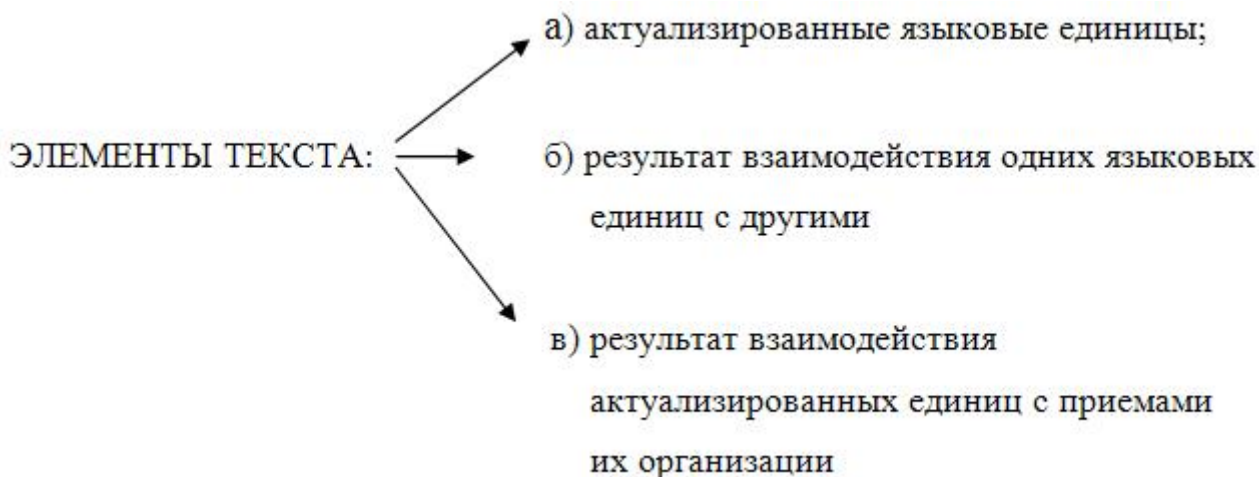 а) актуализированные языковые единицы;
ЭЛЕМЕНТЫ ТЕКСТА:
б) результат взаимодействия одних языковых
единиц с другими
в) результат взаимодействия
актуализированных единиц с приемами
их организации